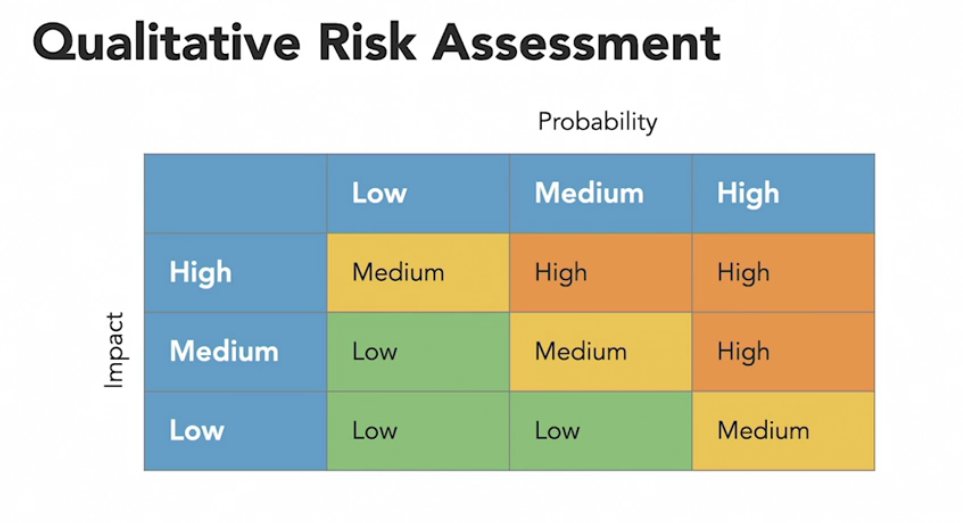 Qualitative Risk Assessment
Probability
Low Medium High
High Medium High High
Impact
Medium Low Medium High
Low Low Low Medium